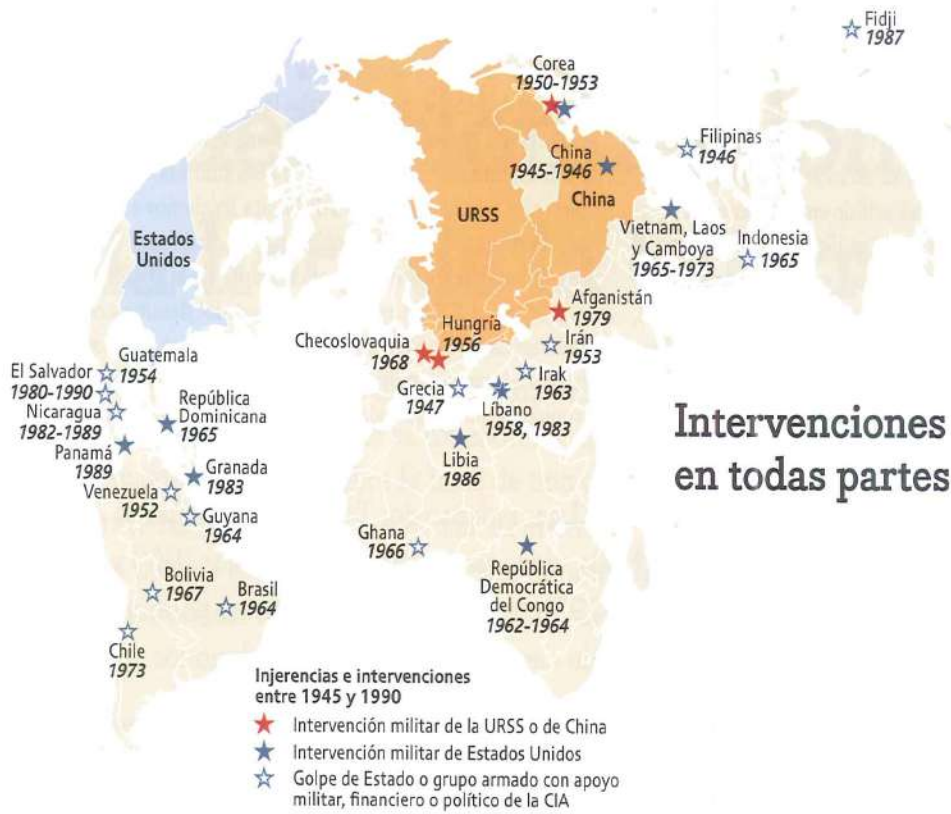 Fidji
1987
Corea
1950-1953
Filipinas
1946
China
1945-1946
URSS
China
Estados
Unidos
Vietnam, Laos
y Camboya
1965-1973
Indonesia
1965
Afganistán
1979
Hungría
1956
Checoslovaquia
1968
Irán
1953
Irak
1963
Grecia
1947
Líbano
1958, 1983
Libia
1986
Guatemala
1954
El Salvador
1980-1990
Nicaragua
1982-1989
República
Dominicana
1965
Panamá
1989
Granada
1983
Venezuela
1952
Guyana
1964
Ghana
1966
República
Democrática
del Congo
1962-1964
Bolivia
1967
Brasil
1964
Chile
1973
Intervenciones
en todas partes
Injerencias e intervenciones
entre 1945 y 1990
Intervención militar de la URSS o de China
Intervención militar de Estados Unidos
Golpe de Estado o grupo armado con apoyo
militar, financiero o político de la CIA